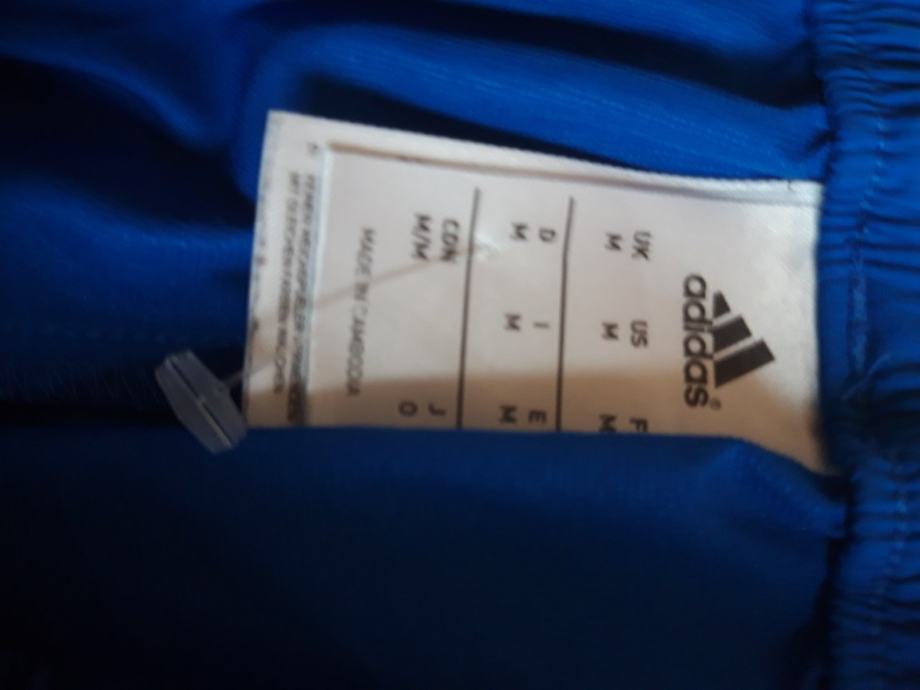 adidas®
UK US F
M M M
D I E
M M M
CDN J
M/M O
MADE IN CAMBODIA